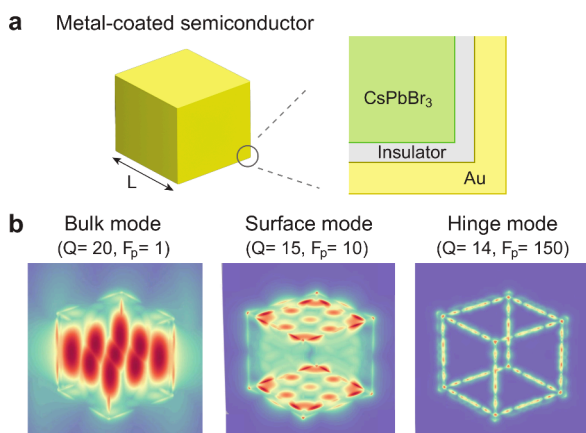 a Metal-coated semiconductor
CsPbBr₃
Insulator
Au
L
b Bulk mode Surface mode Hinge mode
(Q= 20, Fₚ= 1) (Q= 15, Fₚ= 10) (Q= 14, Fₚ= 150)